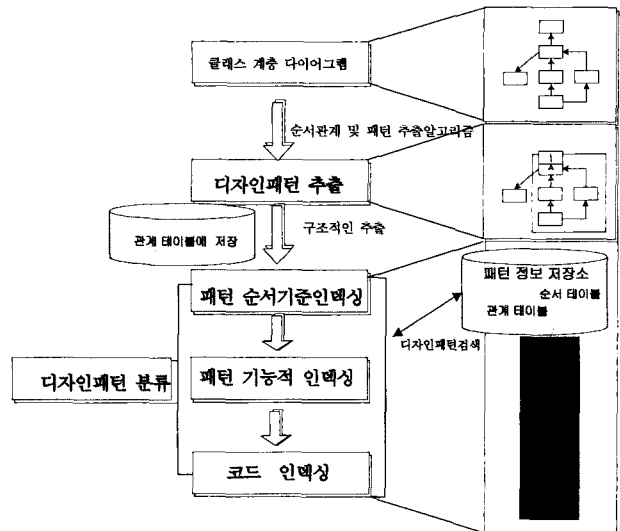 클래스 계층 다이어그램
순서관계 및 패턴 추출알고리즘
디자인패턴 추출
관계 테이블에 저장
구조적인 추출
패턴 정보 저장소
순서 테이블
관계 테이블
패턴 순서기준인덱싱
디자인패턴검색
디자인패턴 분류
패턴 기능적 인덱싱
코드 인덱싱